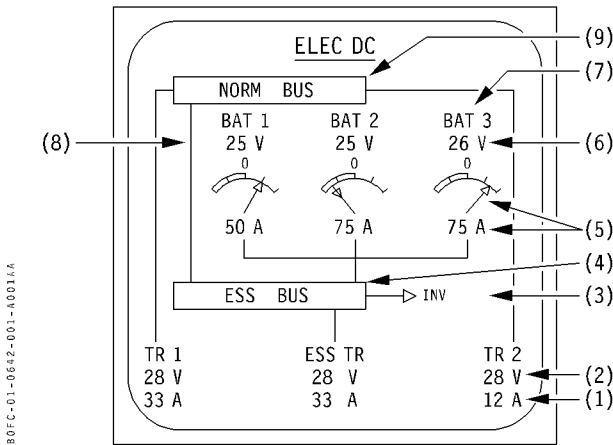 ELEC DC
(9)
(7)
NORM BUS
BAT 1 BAT 2 BAT 3
(8)
25 V 25 V 26 V
(6)
0 0 0
50 A 75 A 75 A
(5)
(4)
ESS BUS
INV
(3)
TR 1 ESS TR TR 2
28 V 28 V 28 V
(2)
33 A 33 A 12 A
(1)
B0FC-01-0642-001-A001AA